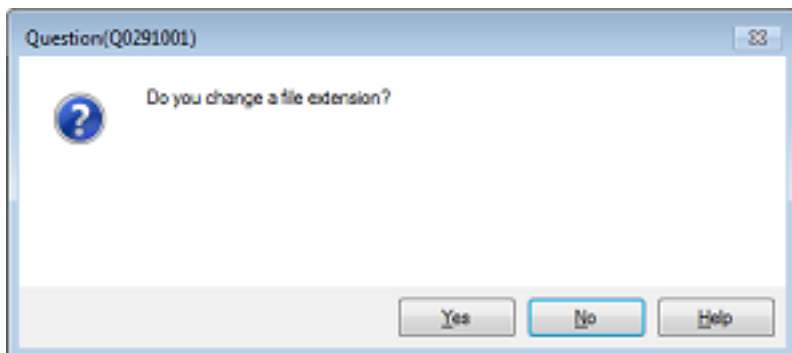 Question(Q0291001)
Do you change a file extension?
Yes
No
Help